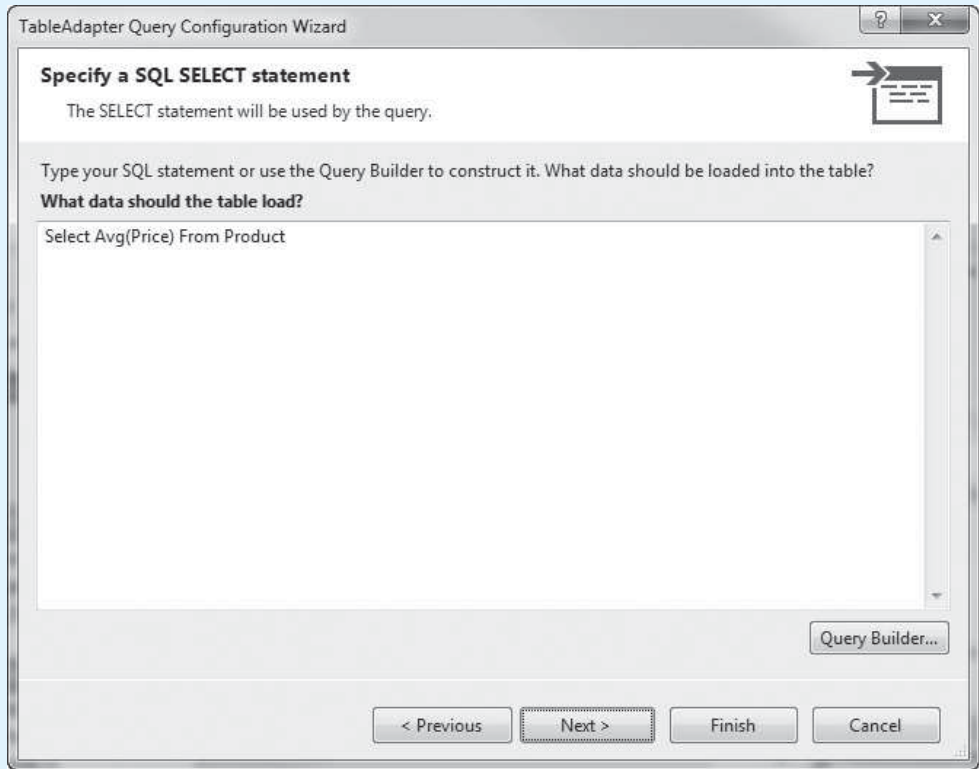 TableAdapter Query Configuration Wizard
?
X
Specify a SQL SELECT statement
The SELECT statement will be used by the query.
Type your SQL statement or use the Query Builder to construct it. What data should be loaded into the table?
What data should the table load?
Select Avg(Price) From Product
Query Builder...
< Previous
Next >
Finish
Cancel